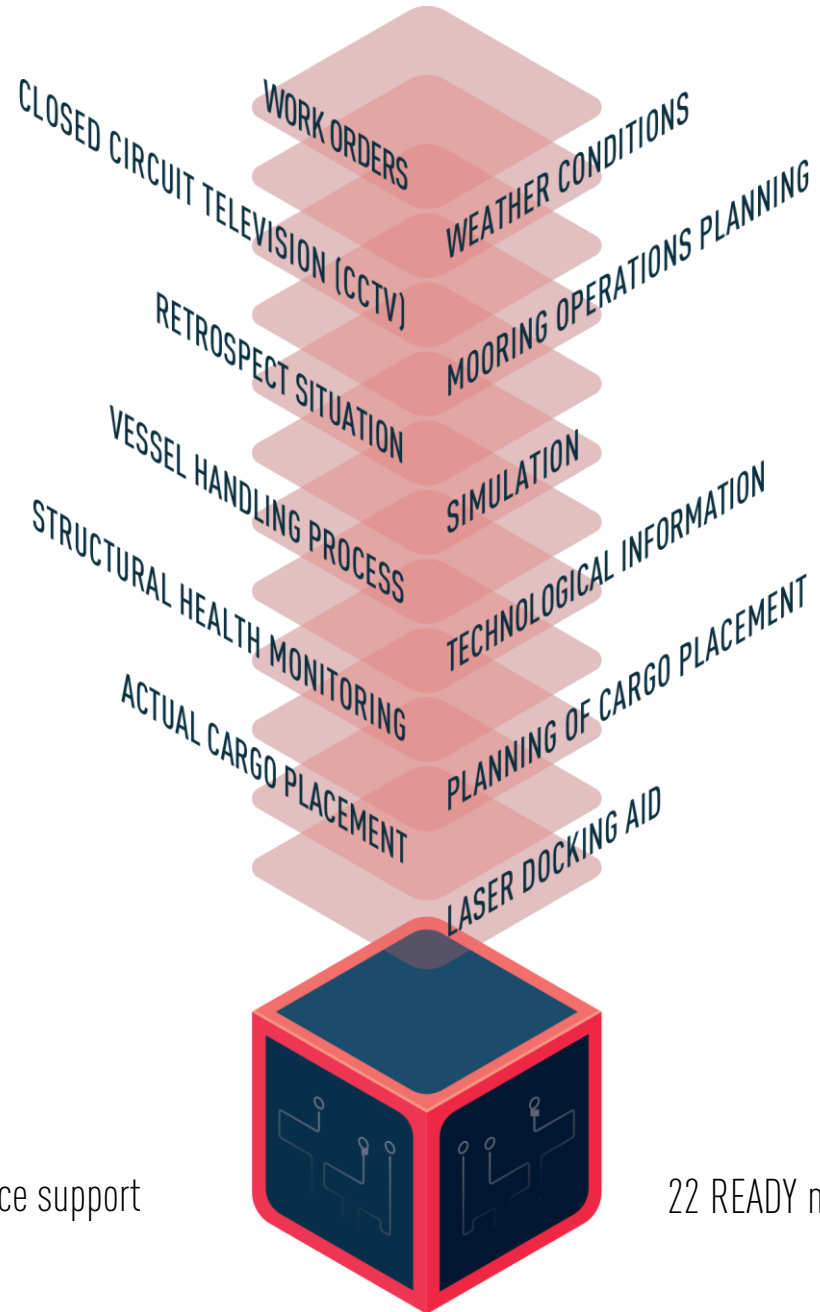 WORK ORDERS
CLOSED CIRCUIT TELEVISION (CCTV)
WEATHER CONDITIONS
MOORING OPERATIONS PLANNING
RETROSPECT SITUATION
SIMULATION
VESSEL HANDLING PROCESS
TECHNOLOGICAL INFORMATION
STRUCTURAL HEALTH MONITORING
PLANNING OF CARGO PLACEMENT
ACTUAL CARGO PLACEMENT
LASER DOCKING AID
support
22 READY